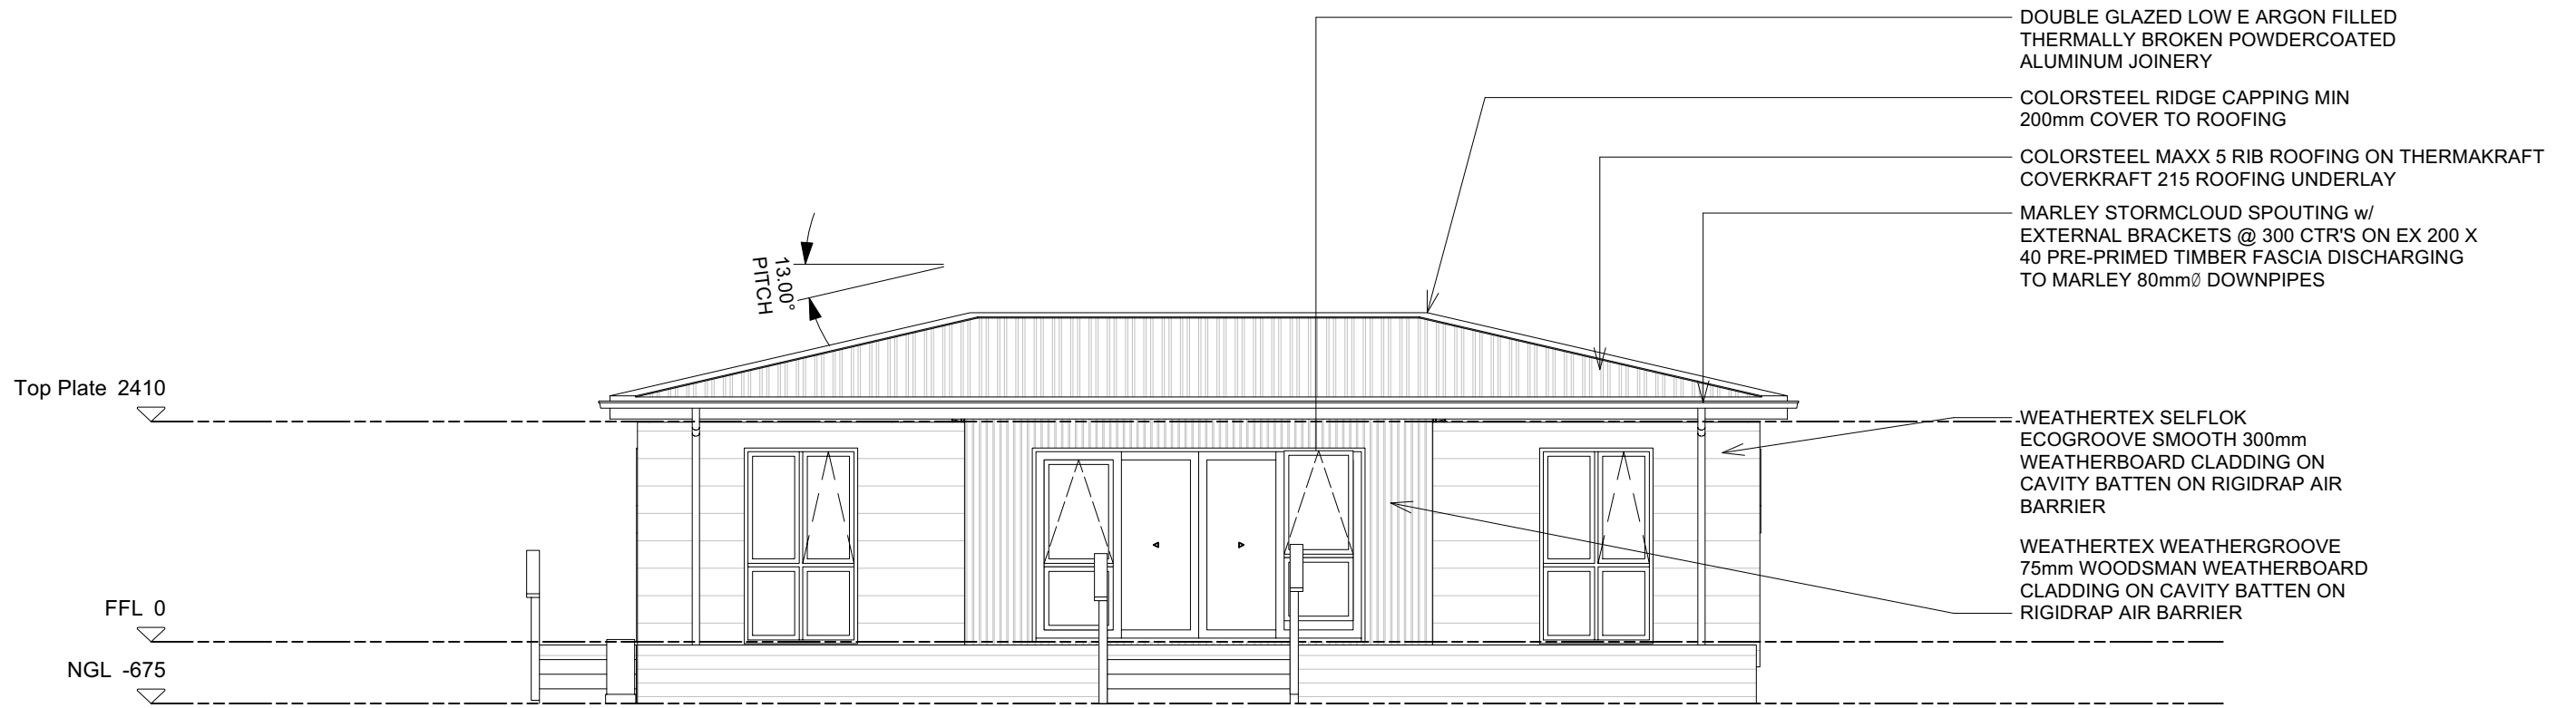 DOUBLE GLAZED LOW E ARGON FILLED
THERMALLY BROKEN POWDERCOATED
ALUMINUM JOINERY
COLORSTEEL RIDGE CAPPING MIN
200mm COVER TO ROOFING
COLORSTEEL MAXX 5 RIB ROOFING ON THERMAKRAFT
COVERKRAFT 215 ROOFING UNDERLAY
MARLEY STORMCLOUD SPOUTING w/
EXTERNAL BRACKETS @ 300 CTR'S ON EX 200 X
40 PRE-PRIMED TIMBER FASCIA DISCHARGING
TO MARLEY 80mmØ DOWNPIPES
13.00°
PITCH
Top Plate 2410
WEATHERTEX SELFLOK
ECOGROOVE SMOOTH 300mm
WEATHERBOARD CLADDING ON
CAVITY BATTEN ON RIGIDRAP AIR
BARRIER
WEATHERTEX WEATHERGROOVE
75mm WOODSMAN WEATHERBOARD
CLADDING ON CAVITY BATTEN ON
RIGIDRAP AIR BARRIER
FFL 0
NGL -675